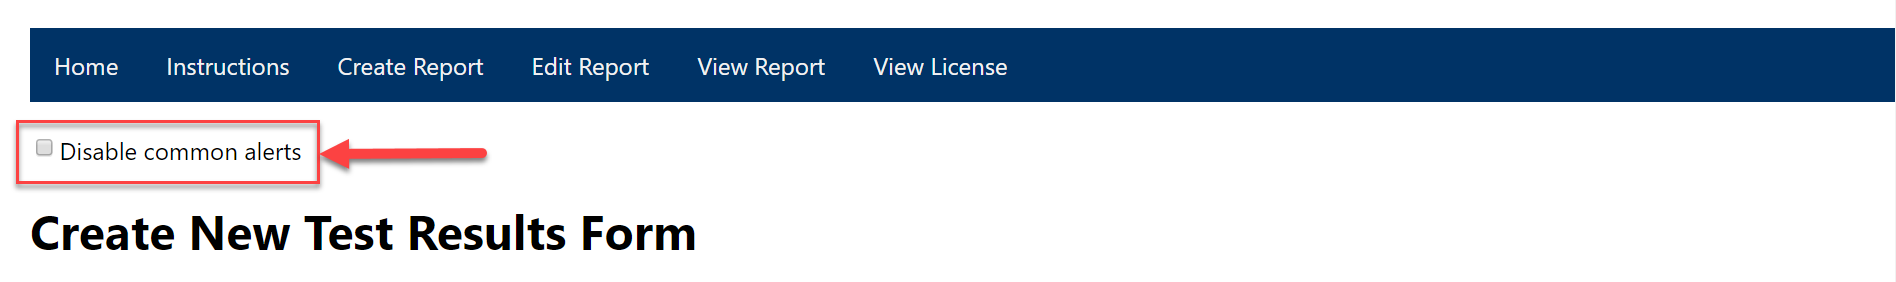 Home Instructions Create Report Edit Report View Report View License
Disable common alerts
Create New Test Results Form